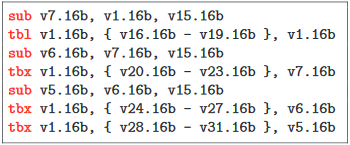 sub v7.16b, v1.16b, v15.16b
tbl v1.16b, { v16.16b - v19.16b }, v1.16b
sub v6.16b, v7.16b, v15.16b
tbx v1.16b, { v20.16b - v23.16b }, v7.16b
sub v5.16b, v6.16b, v15.16b
tbx v1.16b, { v24.16b - v27.16b }, v6.16b
tbx v1.16b, { v28.16b - v31.16b }, v5.16b